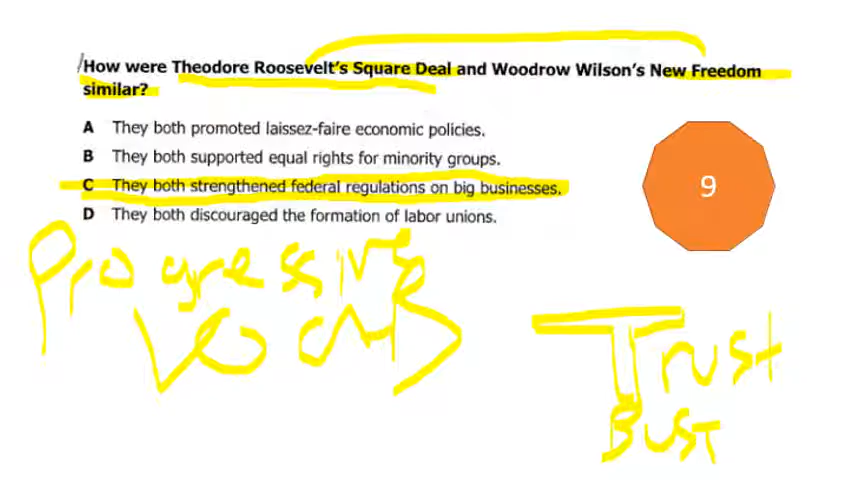 How were Theodore Roosevelt's Square Deal and Woodrow Wilson's New Freedom
similar?
A They both promoted laissez-faire economic policies.
B They both supported equal rights for minority groups.
C They both strengthened federal regulations on big businesses.
D They both discouraged the formation of labor unions.
9
Progressive
Vocab
Trust
Bust